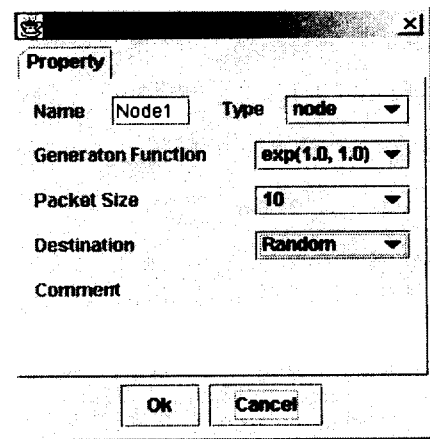 Property
Name Node1 Type node
Generaton Function exp(1.0, 1.0)
Packet Size 10
Destination Random
Comment
Ok Cancel